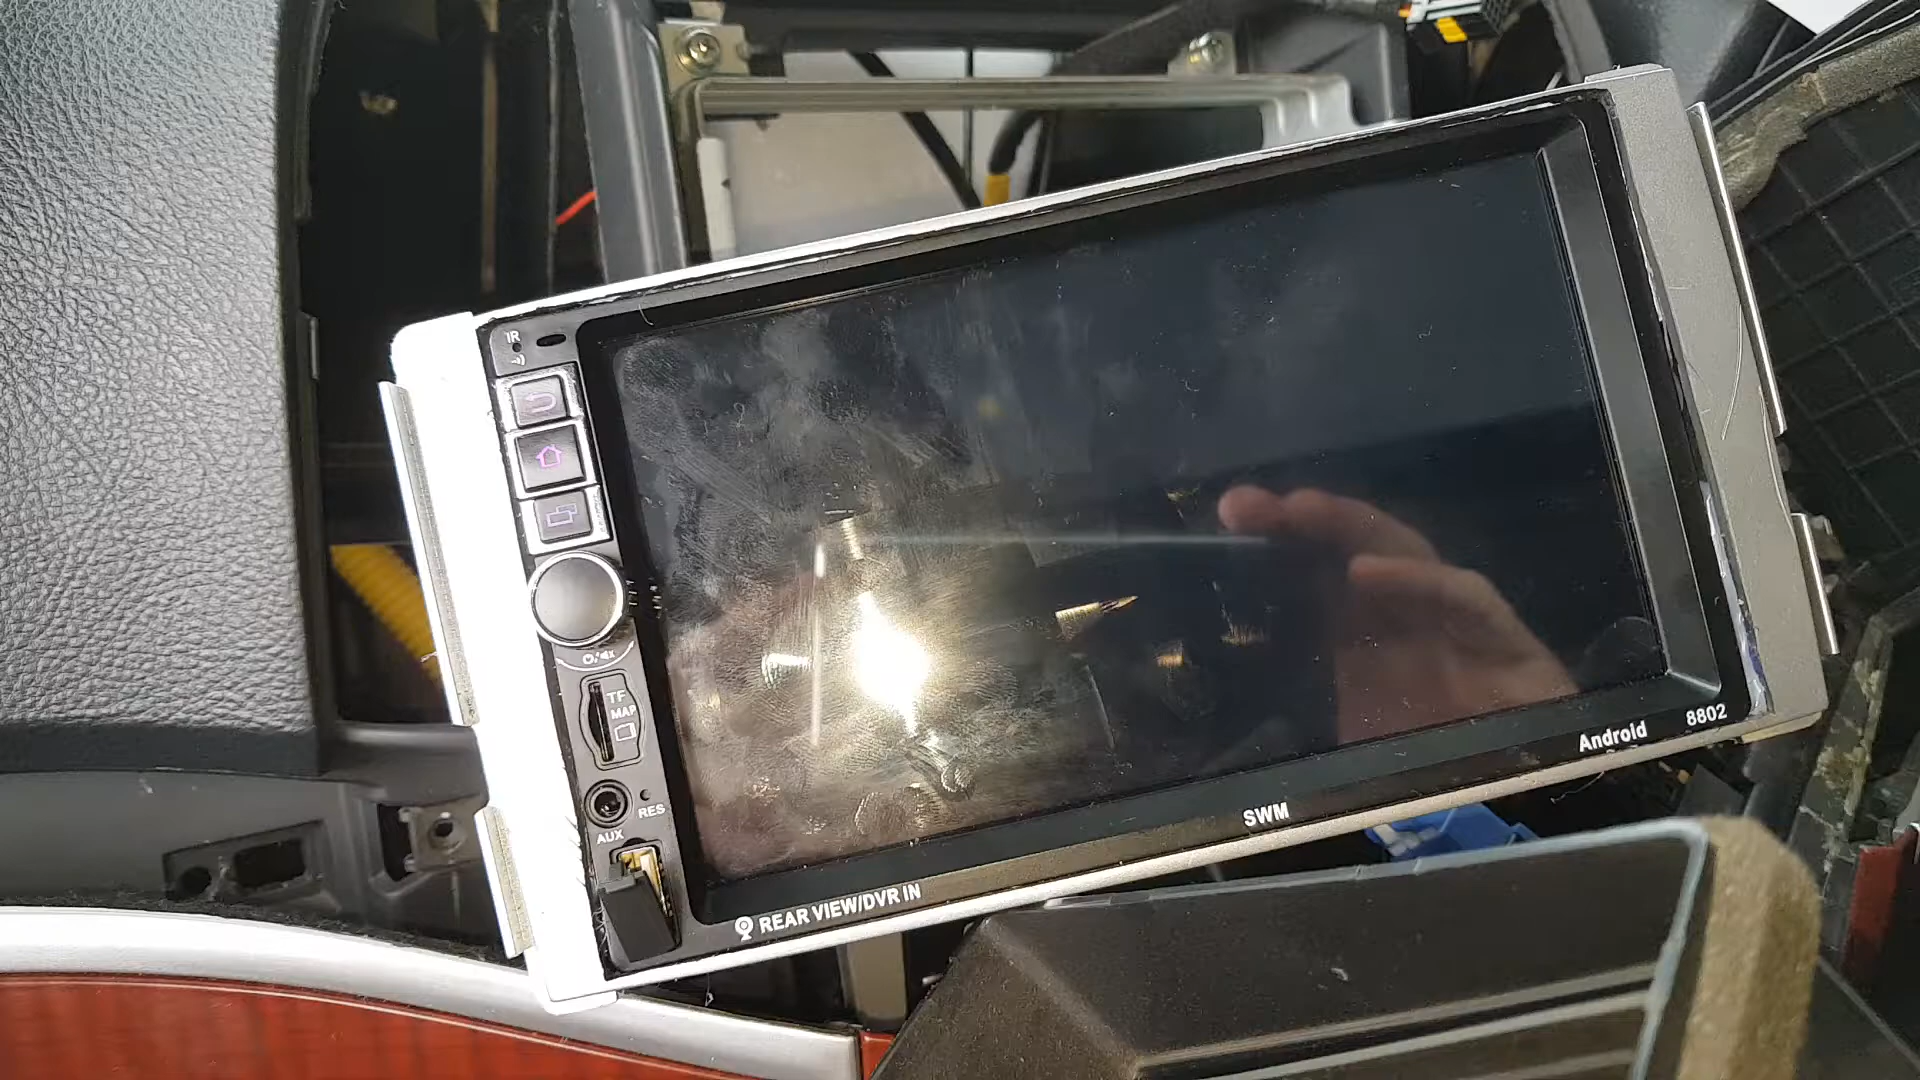 IR
TF
MAP
RES
AUX
REAR VIEW/DVR IN
SWM
Android
8802